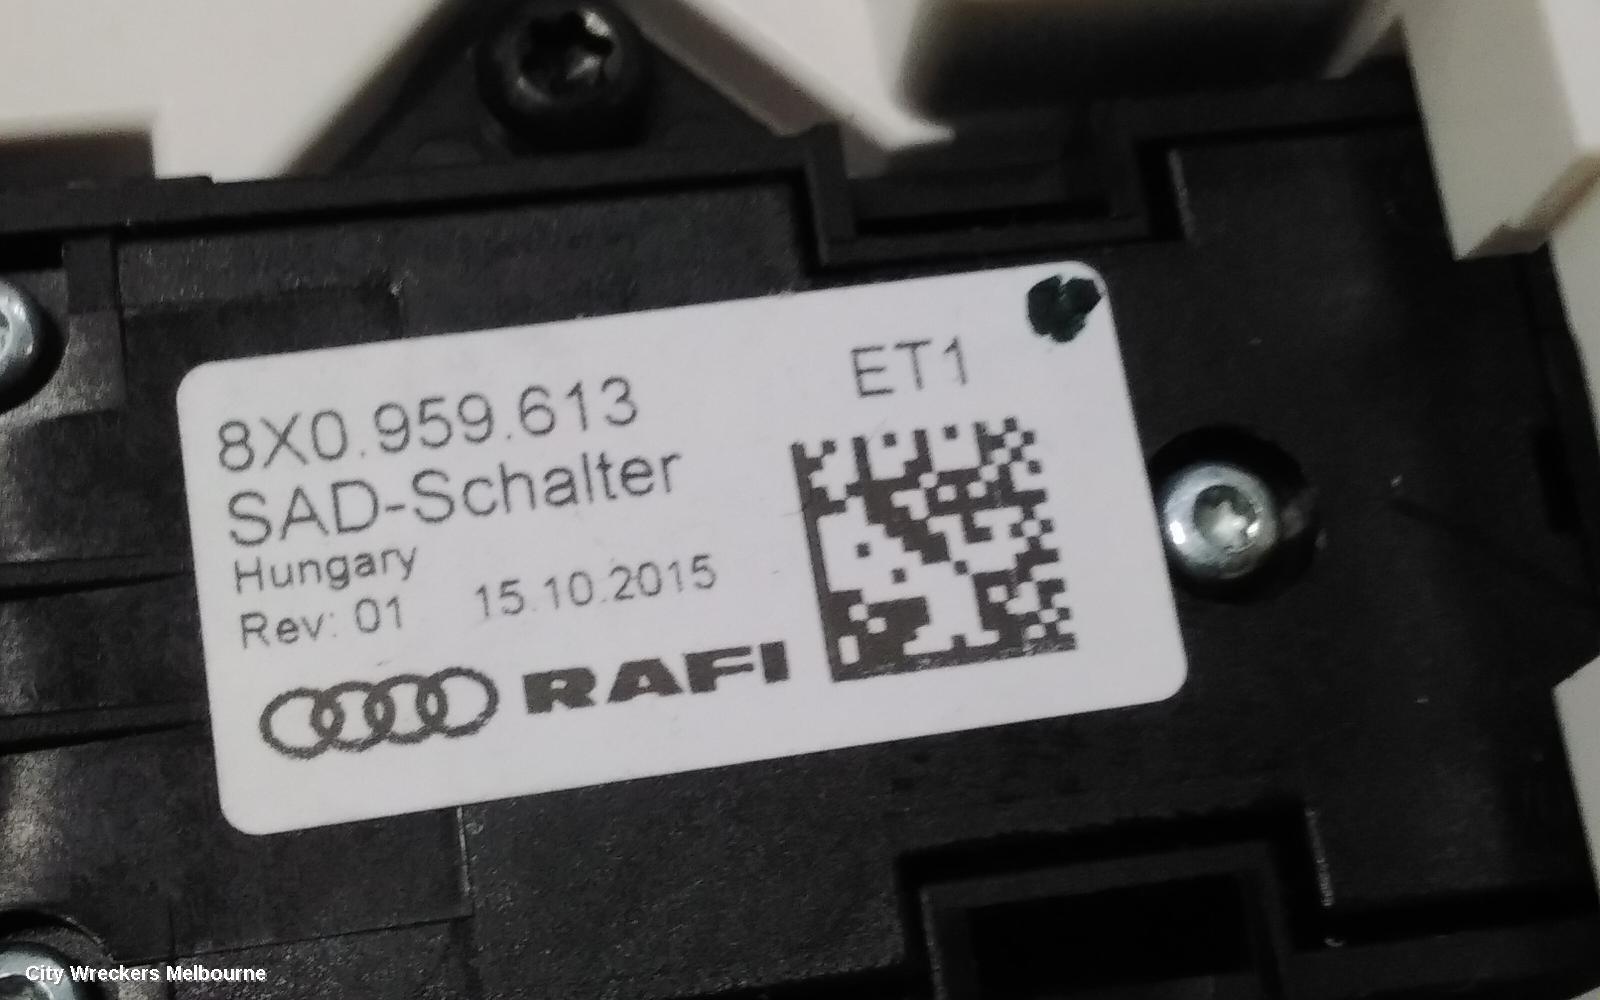 ET1
8X0.959.613
SAD-Schalter
Hungary
Rev: 01 15.10.2015
RAFI
City Wreckers Melbourne